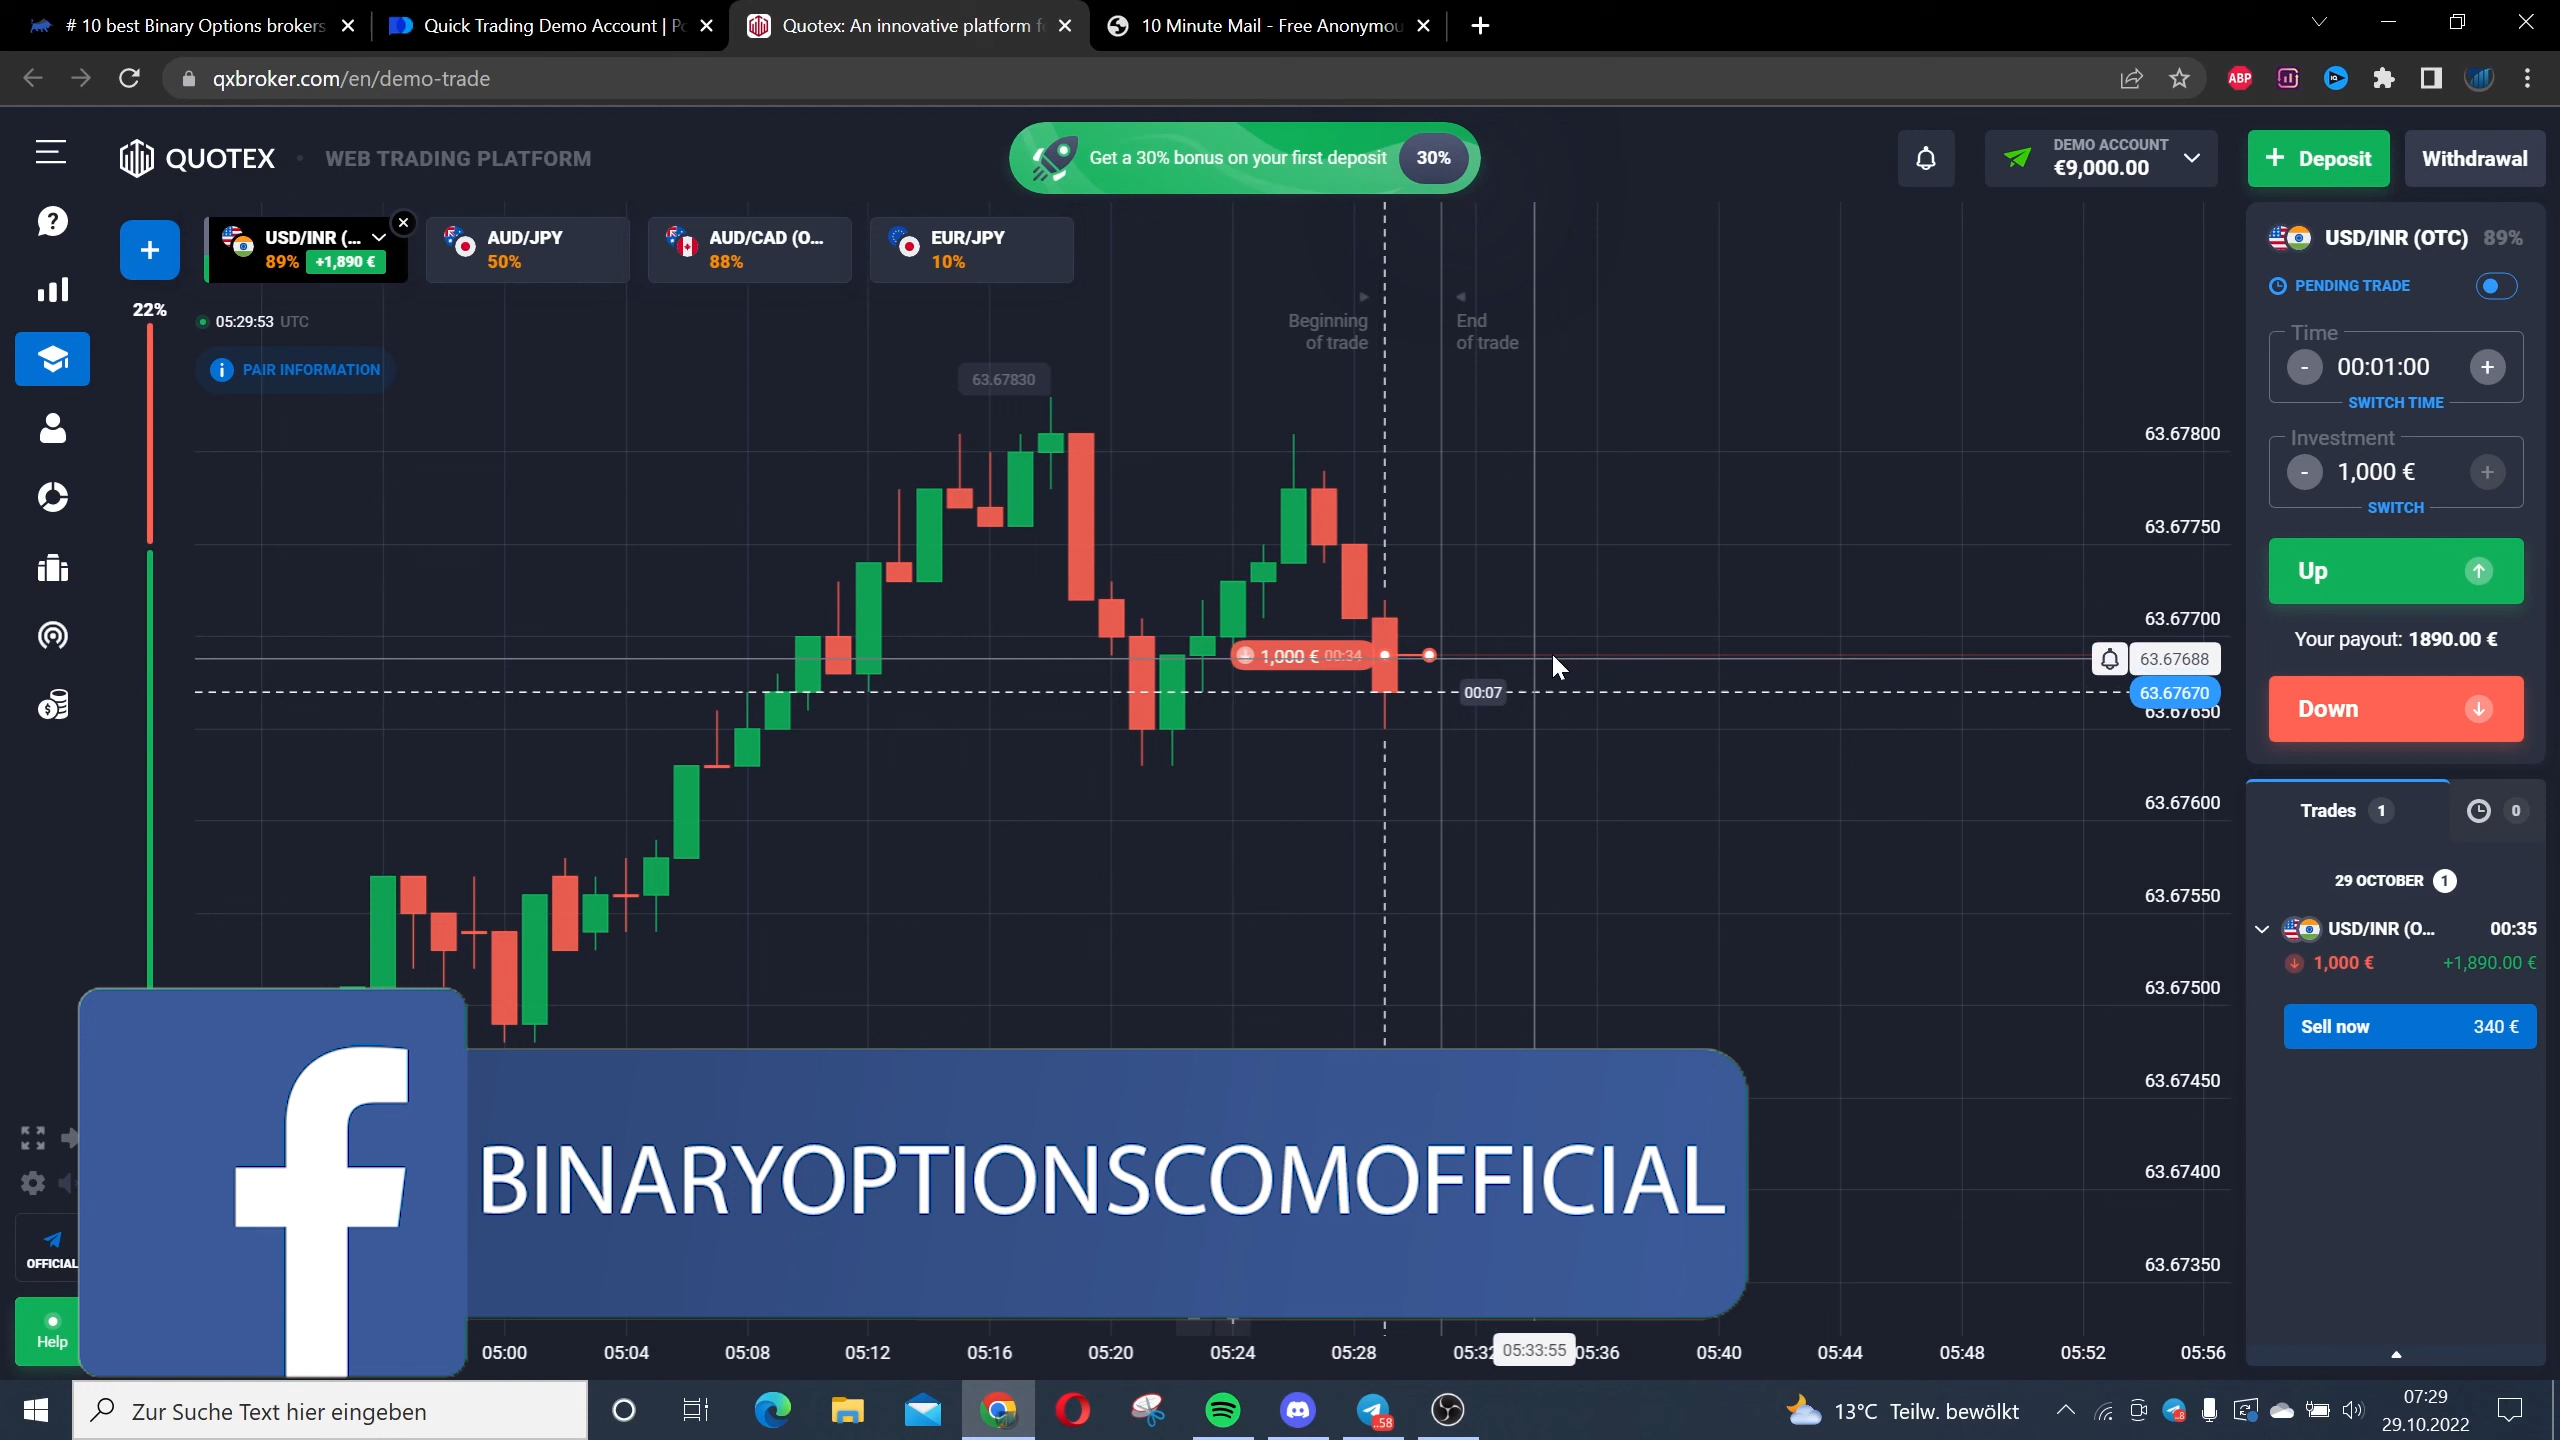 # 10 best Binary Options brokers
Quick Trading Demo Account | Po
Quotex: An innovative platform f
10 Minute Mail - Free Anonymou
qxbroker.com/en/demo-trade
ABP
QUOTEX
WEB TRADING PLATFORM
Get a 30% bonus on your first deposit
30%
DEMO ACCOUNT
€9,000.00
+ Deposit
Withdrawal
USD/INR (...
89% +1,890 €
AUD/JPY
50%
AUD/CAD (O...
88%
EUR/JPY
10%
22%
05:29:53 UTC
PAIR INFORMATION
Beginning
of trade
End
of trade
63.67830
1,000 € 00:34
00:07
63.67800
63.67750
63.67700
63.67688
63.67670
63.67650
63.67600
63.67550
63.67500
63.67450
63.67400
63.67350
USD/INR (OTC) 89%
PENDING TRADE
Time
- 00:01:00 +
SWITCH TIME
Investment
- 1,000 € +
SWITCH
Up
Your payout: 1890.00 €
Down
Trades 1
0
29 OCTOBER 1
USD/INR (O... 00:35
1,000 € +1,890.00 €
Sell now 340 €
OFFICIAL
Help
BINARYOPTIONSCOMOFFICIAL
05:00 05:04 05:08 05:12 05:16 05:20 05:24 05:28 05:32 05:33:55 05:36 05:40 05:44 05:48 05:52 05:56
Zur Suche Text hier eingeben
58
13°C Teilw. bewölkt
07:29
29.10.2022